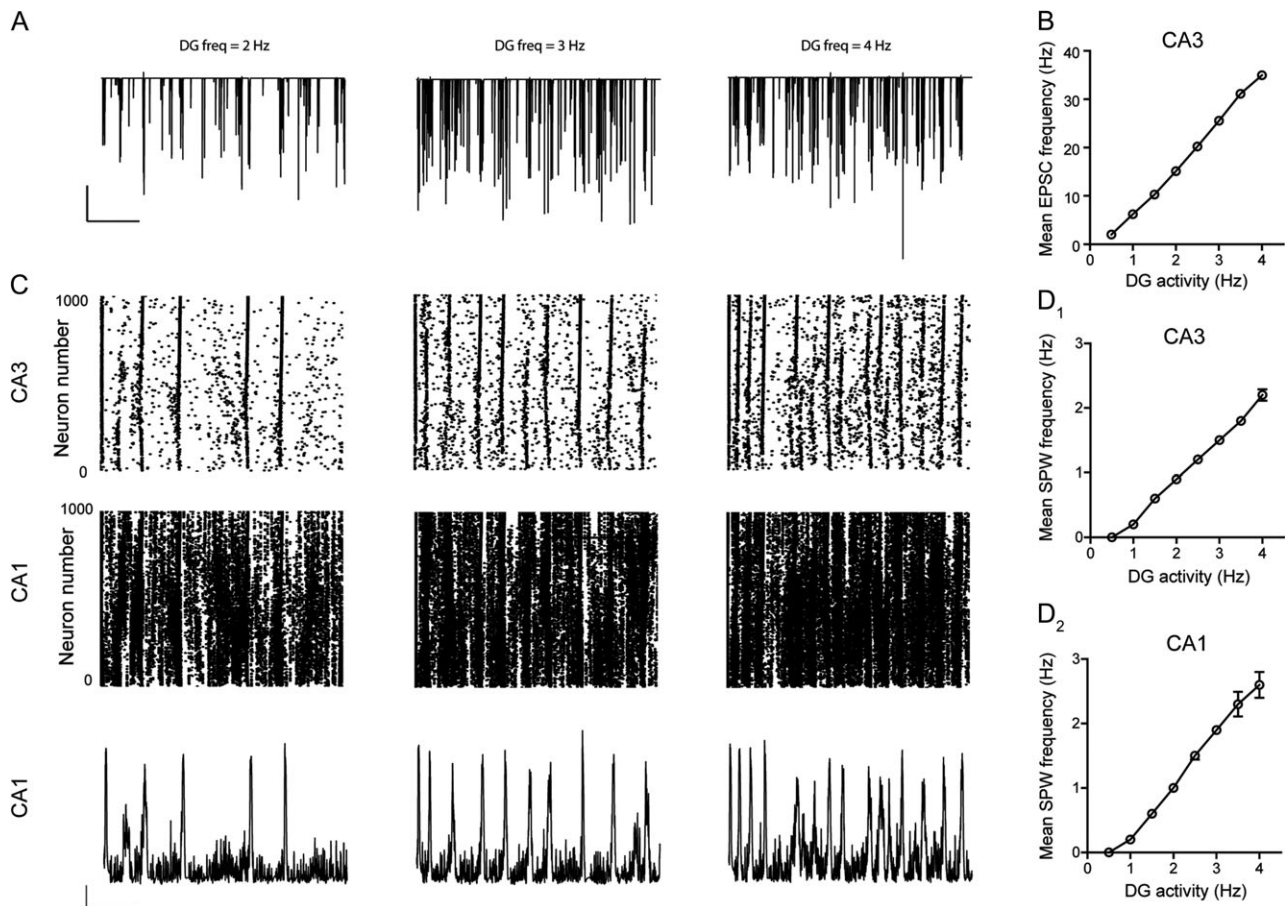 A
DG freq = 2 Hz
DG freq = 3 Hz
DG freq = 4 Hz
B
CA3
Mean EPSC frequency (Hz)
40
30
20
10
0
0 1 2 3 4
DG activity (Hz)
C
CA3
Neuron number
1000
0
CA1
Neuron number
1000
0
CA1
D1
CA3
Mean SPW frequency (Hz)
3
2
1
0
0 1 2 3 4
DG activity (Hz)
D2
CA1
Mean SPW frequency (Hz)
3
2
1
0
0 1 2 3 4
DG activity (Hz)